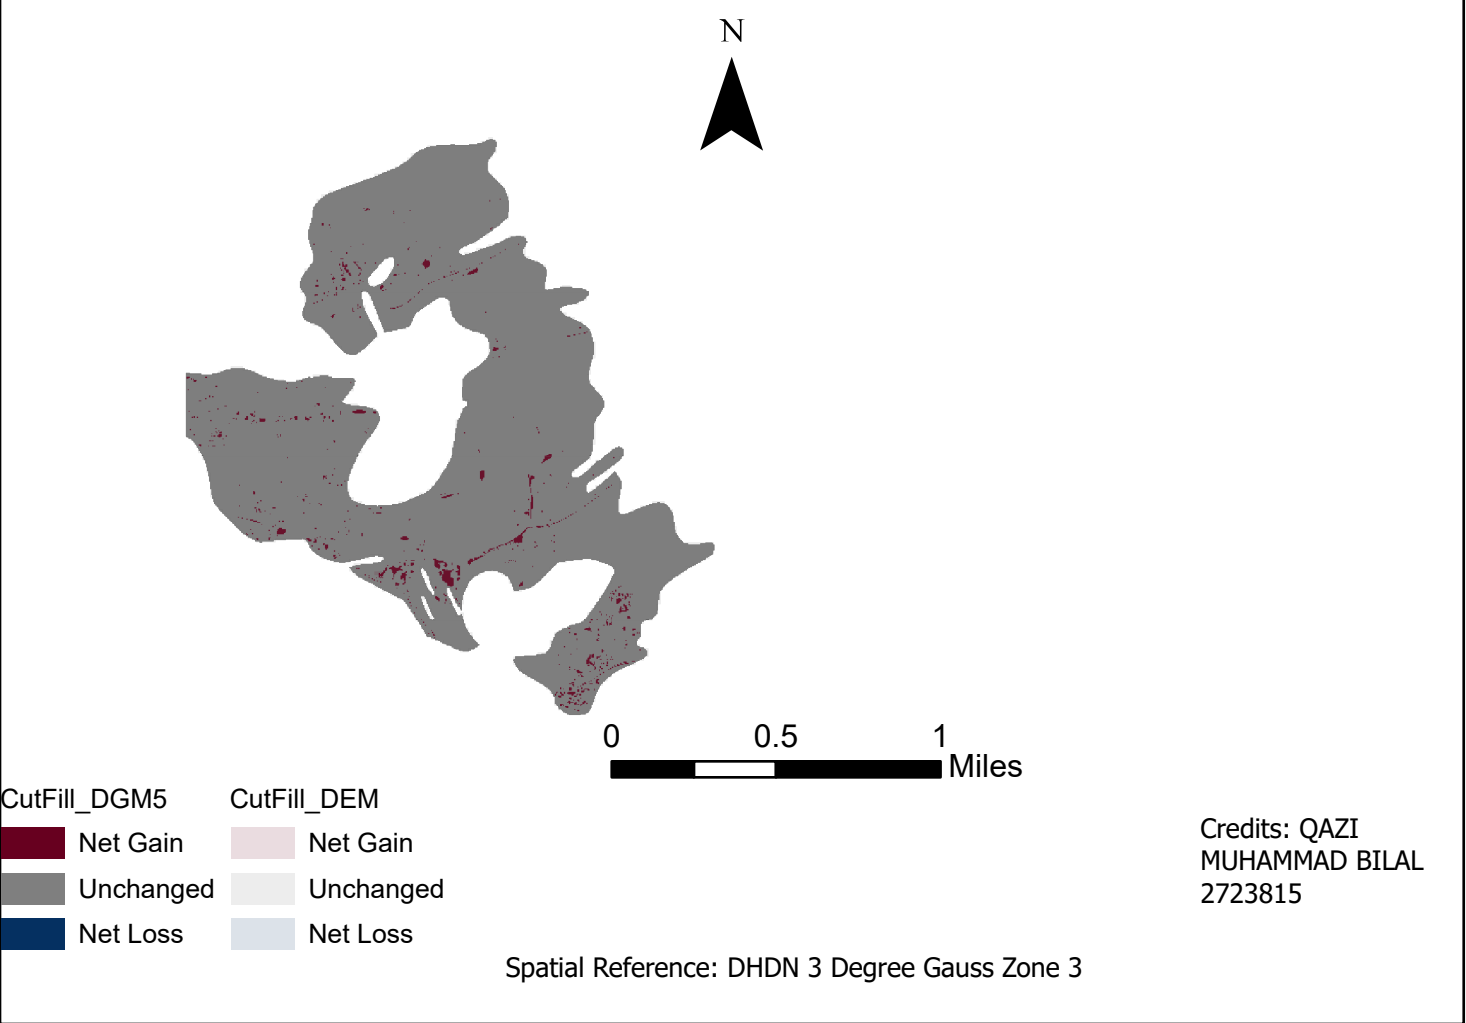 N
0 0.5 1
Miles
CutFill_DGM5 CutFill_DEM
Net Gain Net Gain
Unchanged Unchanged
Net Loss Net Loss
Credits: QAZI
MUHAMMAD BILAL
2723815
Spatial Reference: DHDN 3 Degree Gauss Zone 3